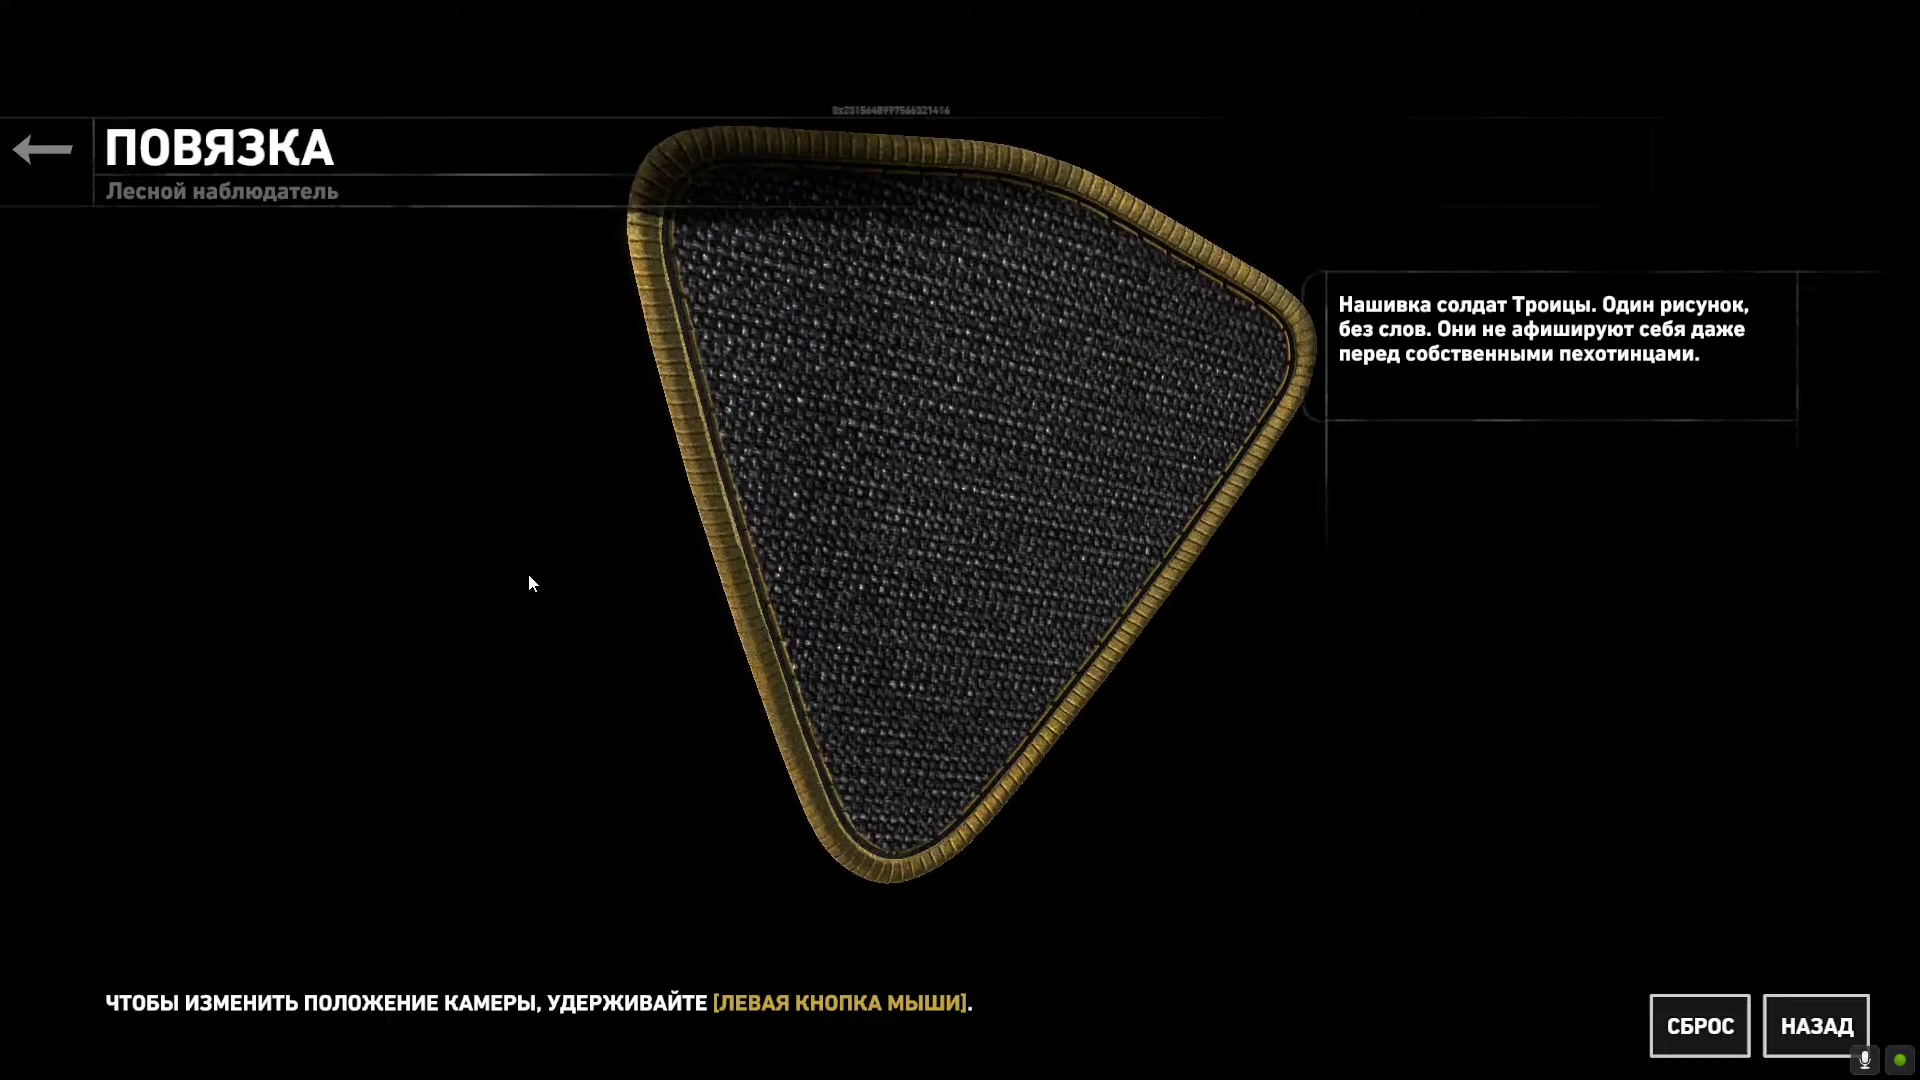 ПОВЯЗКА
Лесной наблюдатель
Нашивка солдат Троицы. Один рисунок,
без слов. Они не афишируют себя даже
перед собственными пехотинцами.
ЧТОБЫ ИЗМЕНИТЬ ПОЛОЖЕНИЕ КАМЕРЫ, УДЕРЖИВАЙТЕ [ЛЕВАЯ КНОПКА МЫШИ].
СБРОС
НАЗАД